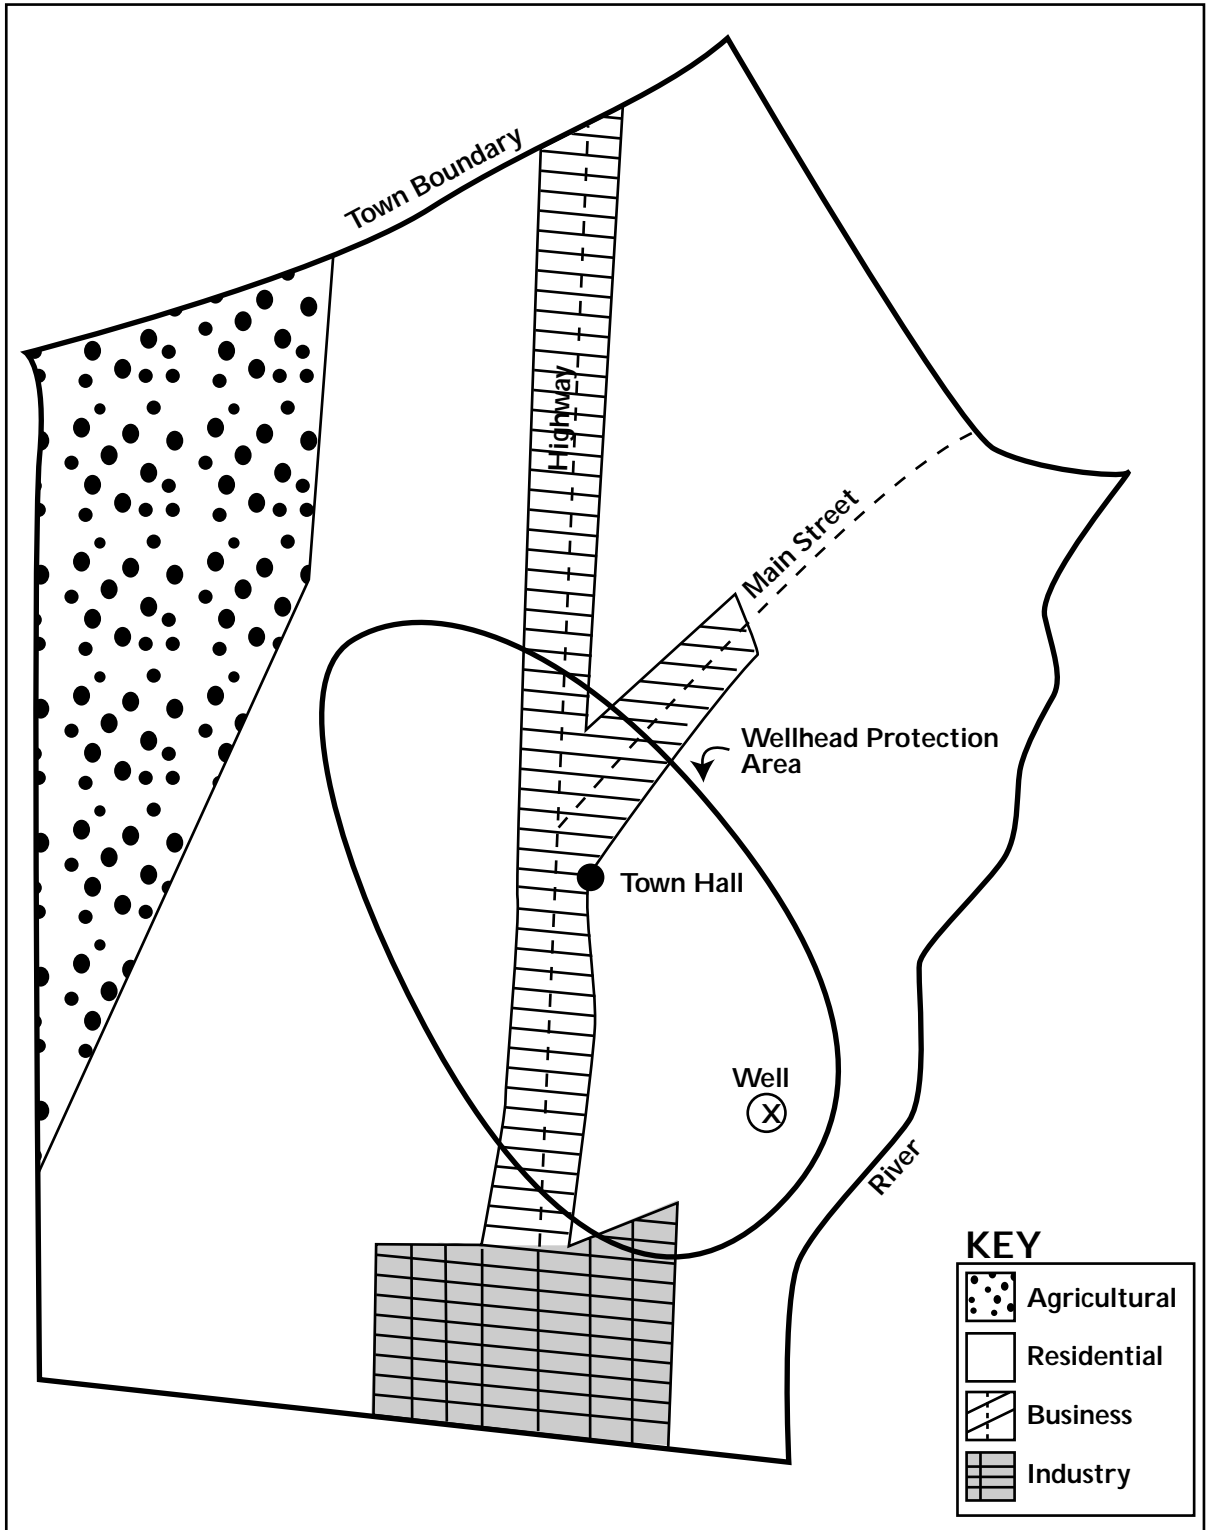 Town Boundary
Highway
Main Street
Wellhead Protection
Area
Town Hall
Well
X
River
KEY
Agricultural
Residential
Business
Industry